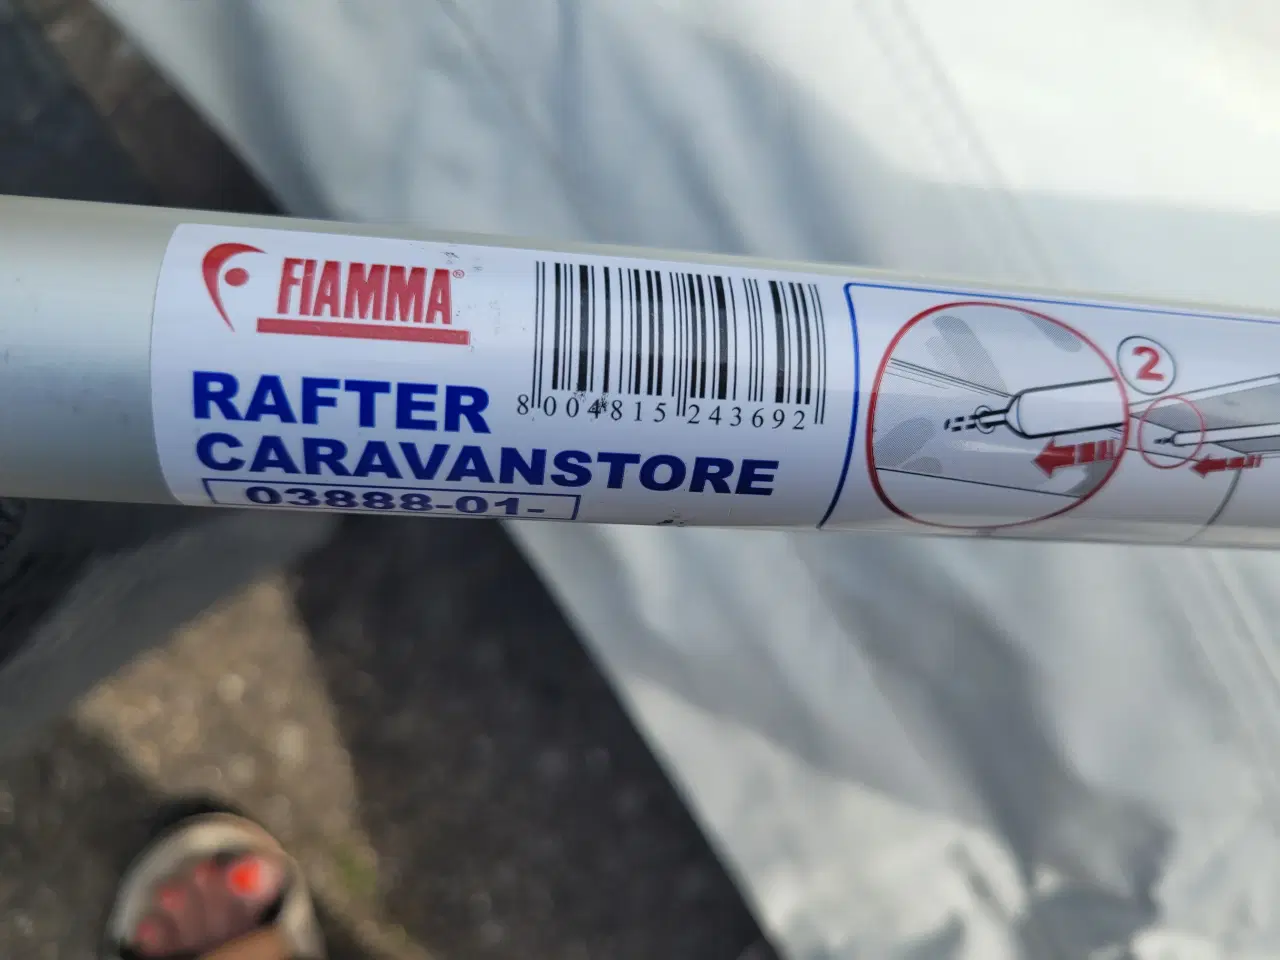 FIAMMA®
RAFTER
CARAVANSTORE
03888-01-
8 004815 243692
2